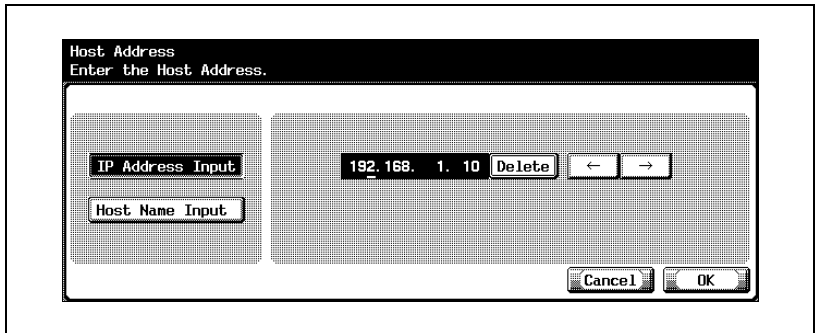 Host Address
Enter the Host Address.
IP Address Input
192.168. 1. 10 Delete ← →
Host Name Input
Cancel OK